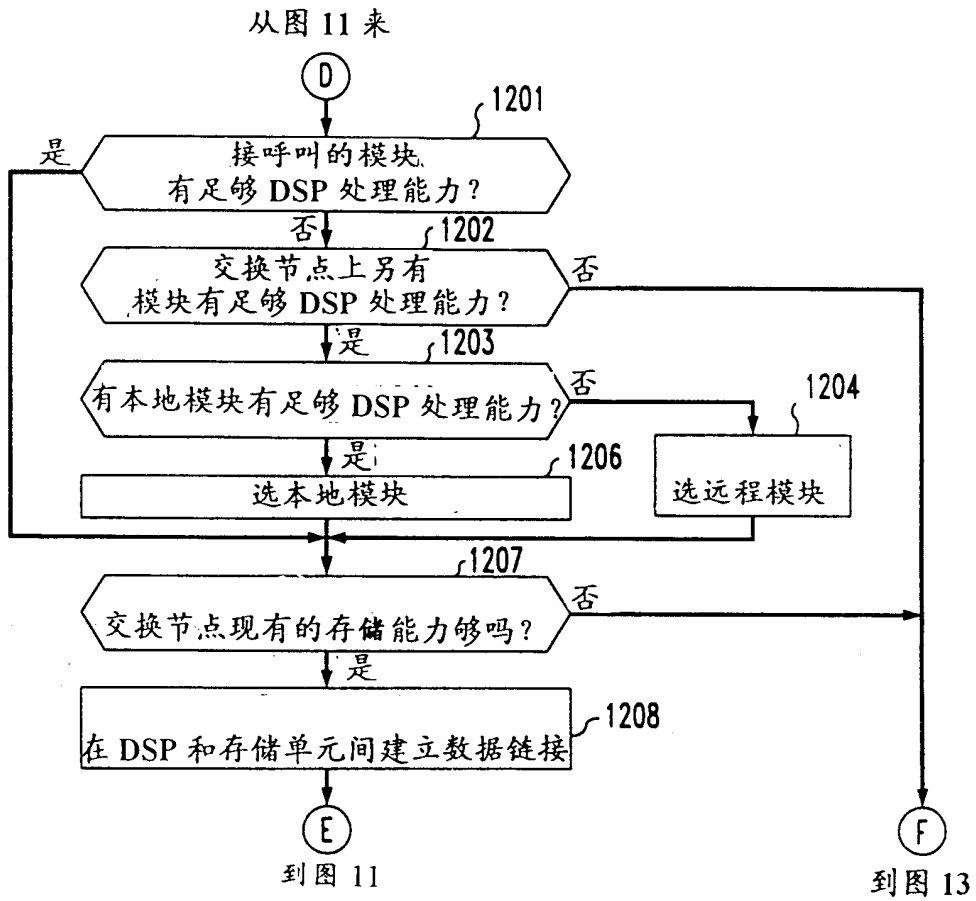 从图 11 来
D
1201
是
接呼叫的模块
有足够 DSP 处理能力？
否
1202
交换节点上另有
模块有足够 DSP 处理能力？
否
是
1203
有本地模块有足够 DSP 处理能力？
否
1204
是
1206
选本地模块
选远程模块
1207
交换节点现有的存储能力够吗？
否
是
1208
在 DSP 和存储单元间建立数据链接
E
到图 11
F
到图 13